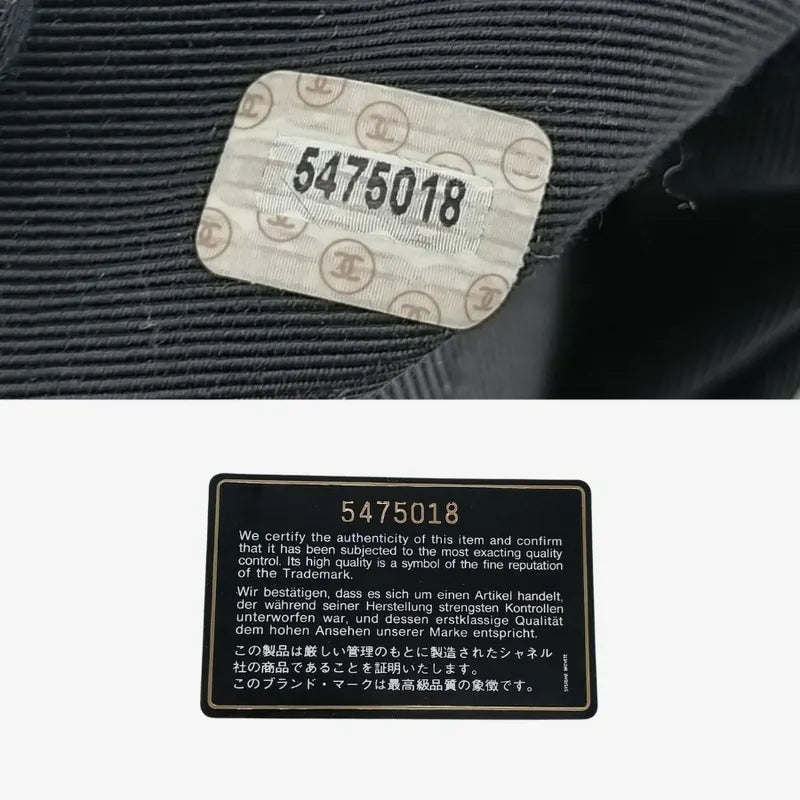 5475018
5475018
We certify the authenticity of this item and confirm
that it has been subjected to the most exacting quality
control. Its high quality is a symbol of the fine reputation
of the Trademark.
Wir bestätigen, dass es sich um einen Artikel handelt,
der während seiner Herstellung strengsten Kontrollen
unterworfen war, und dessen erstklassige Qualität
dem hohen Ansehen unserer Marke entspricht.
この製品は厳しい管理のもとに製造されたシャネル
社の商品であることを証明いたします。
このブランド・マークは最高級品質の象徴です。